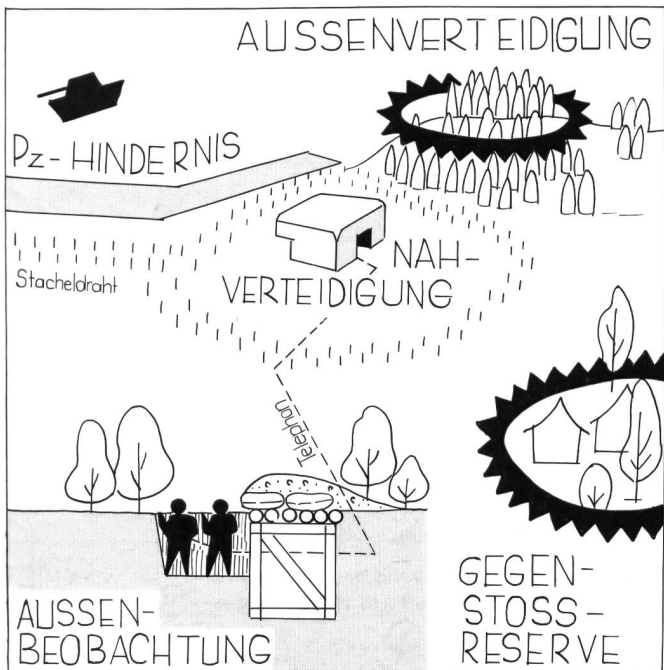 AUSSENVERTEIDIGUNG
Pz-HINDERNIS
Stacheldraht
NAH-
VERTEIDIGUNG
Telephon
AUSSEN-
BEOBACHTUNG
GEGEN-
STOSS-
RESERVE